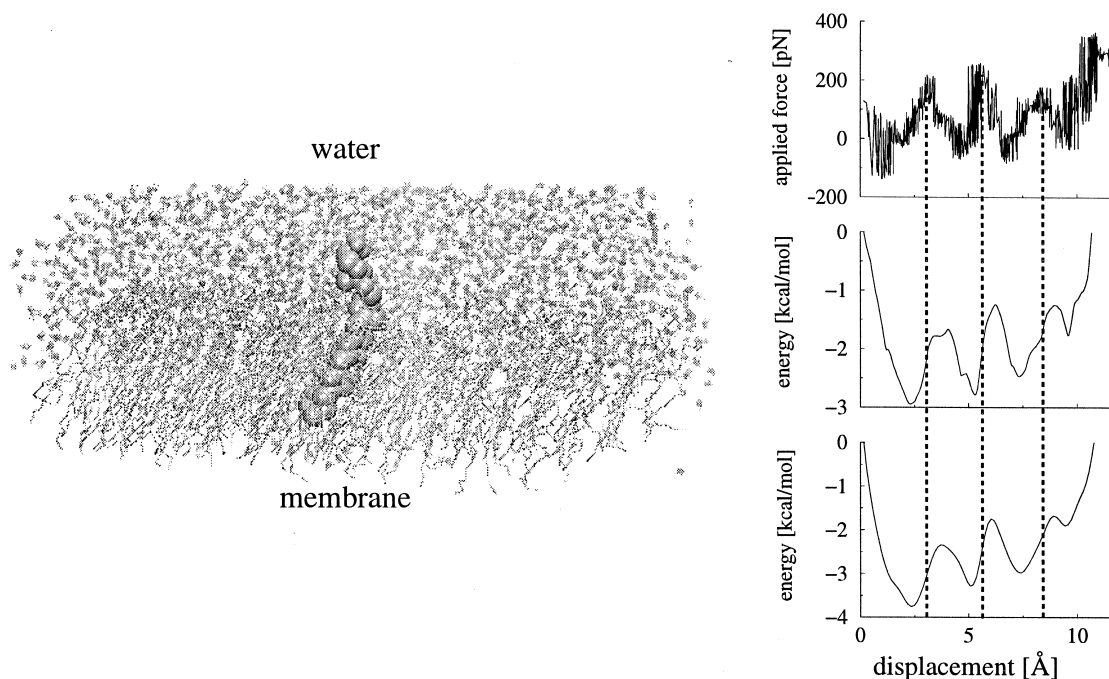 water
membrane
applied force [pN]
400
200
0
−200
energy [kcal/mol]
0
−1
−2
−3
energy [kcal/mol]
0
−1
−2
−3
−4
0
5
10
displacement [Å]